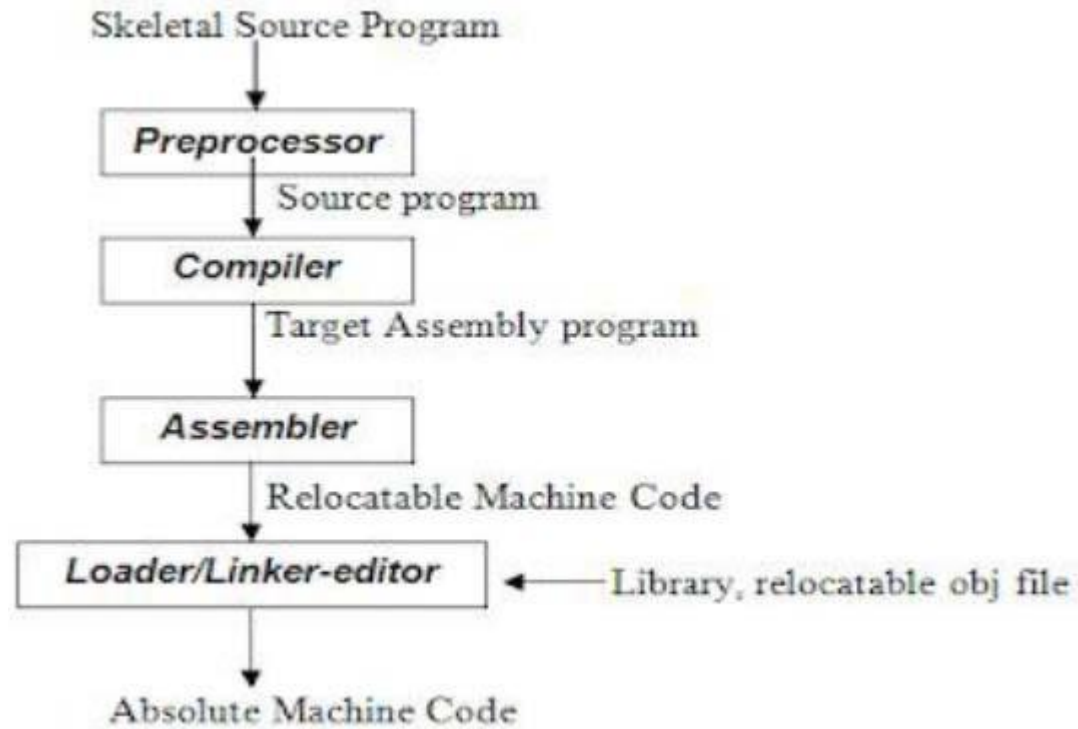 Skeletal Source Program
Preprocessor
Source program
Compiler
Target Assembly program
Assembler
Relocatable Machine Code
Loader/Linker-editor
Library, relocatable obj file
Absolute Machine Code